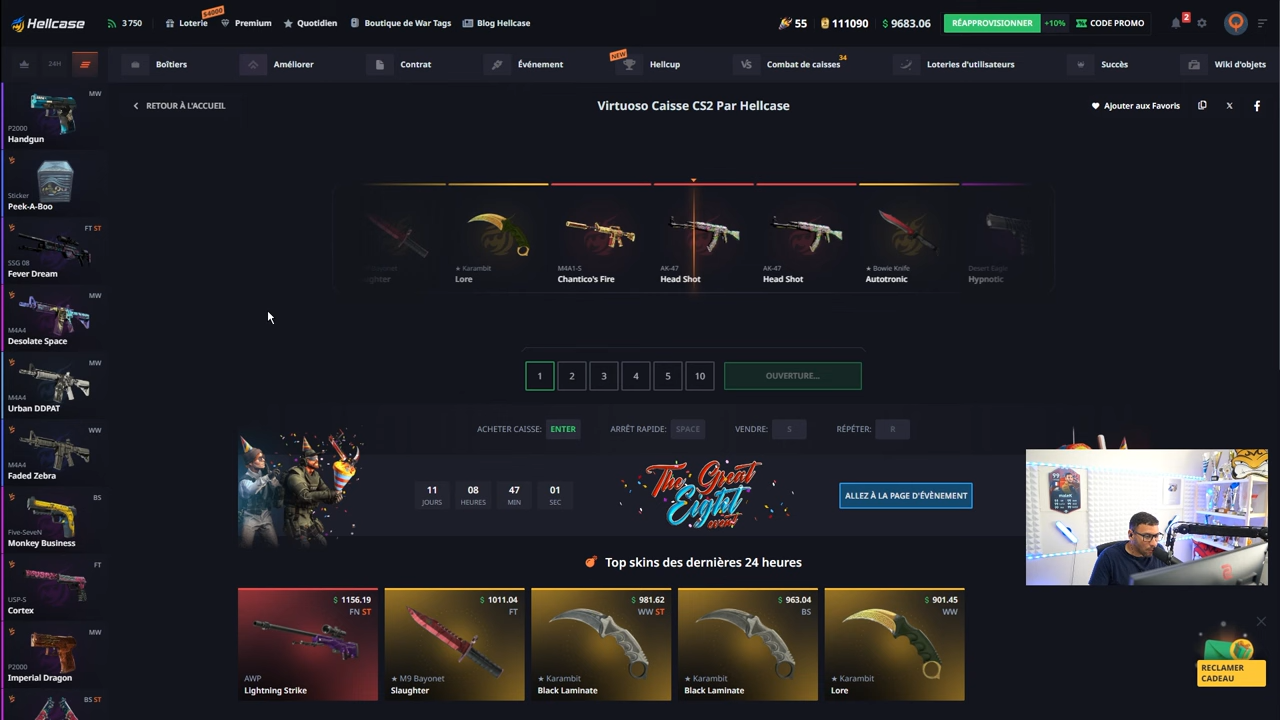 Hellcase
3 750
Loterie
$4000
Premium
Quotidien
Boutique de War Tags
Blog Hellcase
55
111090
$ 9683.06
RÉAPPROVISIONNER
+10%
CODE PROMO
2
24H
Boîtiers
Améliorer
Contrat
Événement
NEW
Hellcup
VS
Combat de caisses
34
Loteries d'utilisateurs
Succès
Wiki d'objets
RETOUR À L'ACCUEIL
Virtuoso Caisse CS2 Par Hellcase
Ajouter aux Favoris
MW
P2000
Handgun
Sticker
Peek-A-Boo
FT ST
SSG 08
Fever Dream
MW
M4A4
Desolate Space
MW
M4A4
Urban DDPAT
WW
M4A4
Faded Zebra
BS
Five-SeveN
Monkey Business
FT
USP-S
Cortex
MW
P2000
Imperial Dragon
BS ST
★ Karambit
Lore
M4A1-S
Chantico's Fire
AK-47
Head Shot
AK-47
Head Shot
★ Bowie Knife
Autotronic
Desert Eagle
Hypnotic
1
2
3
4
5
10
OUVERTURE...
ACHETER CAISSE:
ENTER
ARRÊT RAPIDE:
SPACE
VENDRE:
S
RÉPÉTER:
R
11
JOURS
08
HEURES
47
MIN
01
SEC
The Great
Eight
event
ALLEZ À LA PAGE D'ÉVÈNEMENT
Top skins des dernières 24 heures
$ 1156.19
FN ST
AWP
Lightning Strike
$ 1011.04
FT
★ M9 Bayonet
Slaughter
$ 981.62
WW ST
★ Karambit
Black Laminate
$ 963.04
BS
★ Karambit
Black Laminate
$ 901.45
WW
★ Karambit
Lore
RECLAMER
CADEAU